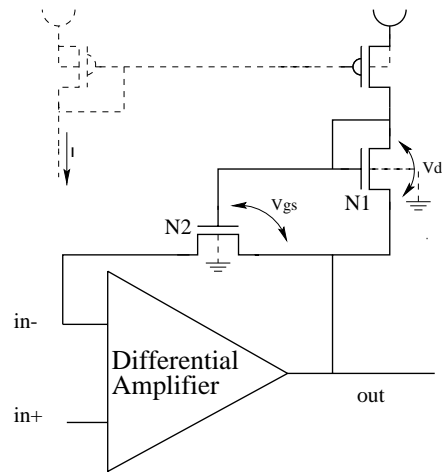 I
Vd
N1
Vgs
N2
in-
Differential
Amplifier
in+
out